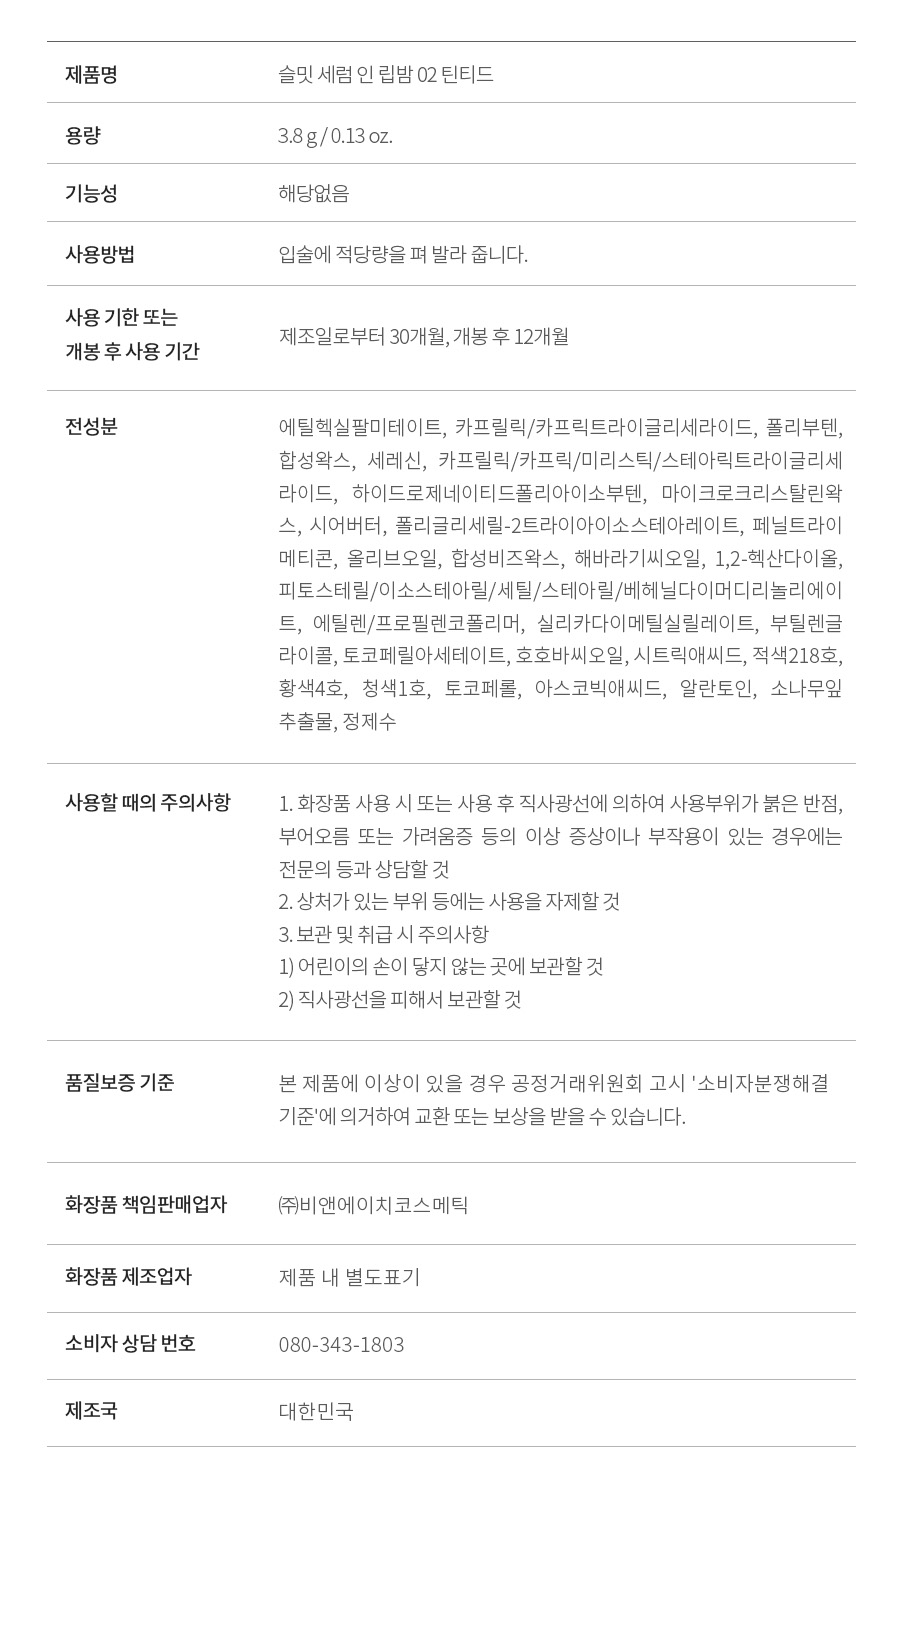 제품명
슬밋 세럼 인 립밤 02 틴티드
용량
3.8 g / 0.13 oz.
기능성
해당없음
사용방법
입술에 적당량을 펴 발라 줍니다.
사용 기한 또는
개봉 후 사용 기간
제조일로부터 30개월, 개봉 후 12개월
전성분
에틸헥실팔미테이트, 카프릴릭/카프릭트라이글리세라이드, 폴리부텐,
합성왁스, 세레신, 카프릴릭/카프릭/미리스틱/스테아릭트라이글리세
라이드, 하이드로제네이티드폴리아이소부텐, 마이크로크리스탈린왁
스, 시어버터, 폴리글리세릴-2트라이아이소스테아레이트, 페닐트라이
메티콘, 올리브오일, 합성비즈왁스, 해바라기씨오일, 1,2-헥산다이올,
피토스테릴/이소스테아릴/세틸/스테아릴/베헤닐다이머디리놀리에이
트, 에틸렌/프로필렌코폴리머, 실리카다이메틸실릴레이트, 부틸렌글
라이콜, 토코페릴아세테이트, 호호바씨오일, 시트릭애씨드, 적색218호,
황색4호, 청색1호, 토코페롤, 아스코빅애씨드, 알란토인, 소나무잎
추출물, 정제수
사용할 때의 주의사항
1. 화장품 사용 시 또는 사용 후 직사광선에 의하여 사용부위가 붉은 반점,
부어오름 또는 가려움증 등의 이상 증상이나 부작용이 있는 경우에는
전문의 등과 상담할 것
2. 상처가 있는 부위 등에는 사용을 자제할 것
3. 보관 및 취급 시 주의사항
1) 어린이의 손이 닿지 않는 곳에 보관할 것
2) 직사광선을 피해서 보관할 것
품질보증 기준
본 제품에 이상이 있을 경우 공정거래위원회 고시 '소비자분쟁해결
기준'에 의거하여 교환 또는 보상을 받을 수 있습니다.
화장품 책임판매업자
㈜비앤에이치코스메틱
화장품 제조업자
제품 내 별도표기
소비자 상담 번호
080-343-1803
제조국
대한민국